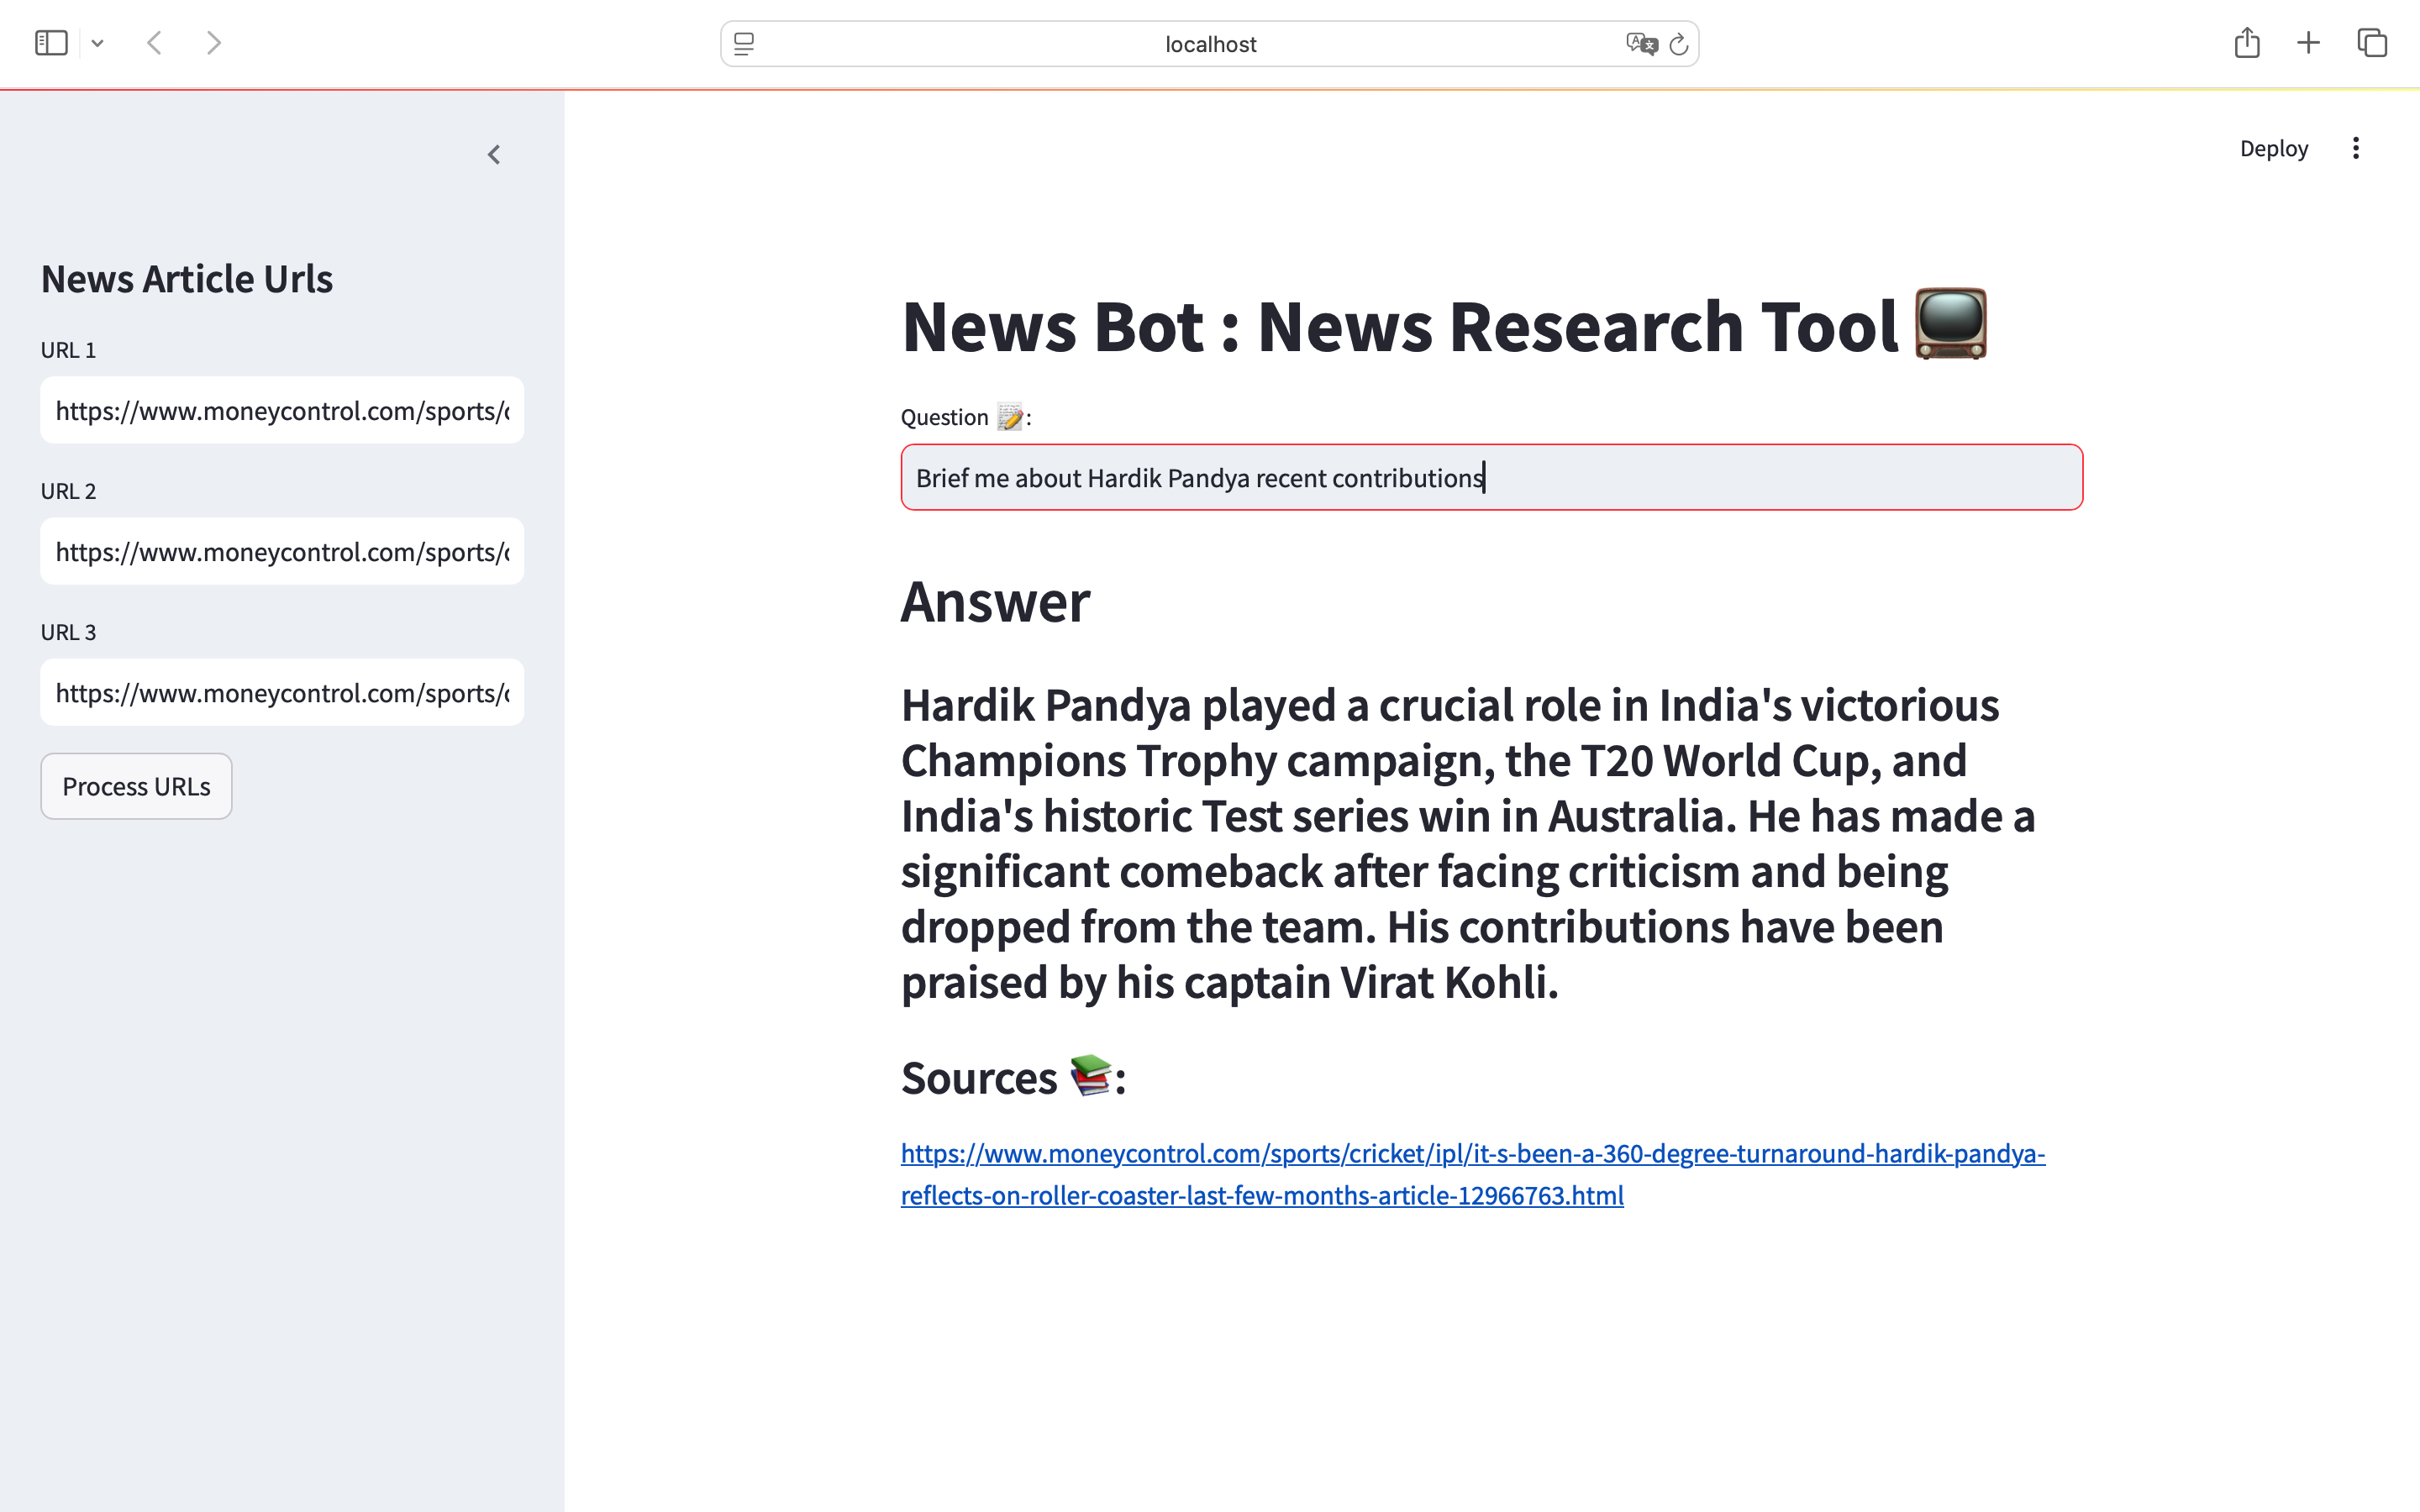 localhost
Deploy
News Article Urls
URL 1
https://www.moneycontrol.com/sports/c
URL 2
https://www.moneycontrol.com/sports/c
URL 3
https://www.moneycontrol.com/sports/c
Process URLs
News Bot : News Research Tool 📺
Question 📝:
Brief me about Hardik Pandya recent contributions
Answer
Hardik Pandya played a crucial role in India's victorious
Champions Trophy campaign, the T20 World Cup, and
India's historic Test series win in Australia. He has made a
significant comeback after facing criticism and being
dropped from the team. His contributions have been
praised by his captain Virat Kohli.
Sources 📚:
https://www.moneycontrol.com/sports/cricket/ipl/it-s-been-a-360-degree-turnaround-hardik-pandya-
reflects-on-roller-coaster-last-few-months-article-12966763.html